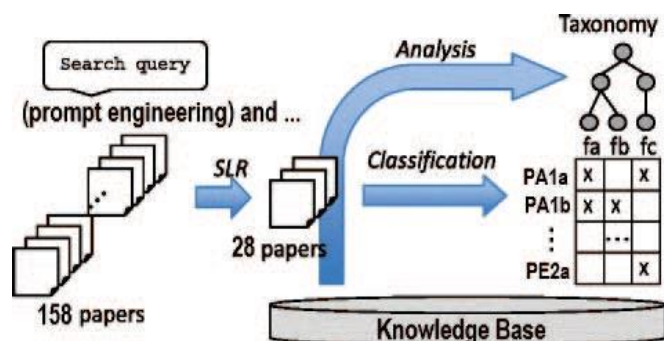 Taxonomy
Analysis
Search query
(prompt engineering) and ...
SLR
Classification
fa fb fc
PA1a X X
PA1b X X
⋮ ...
PE2a X
28 papers
158 papers
Knowledge Base